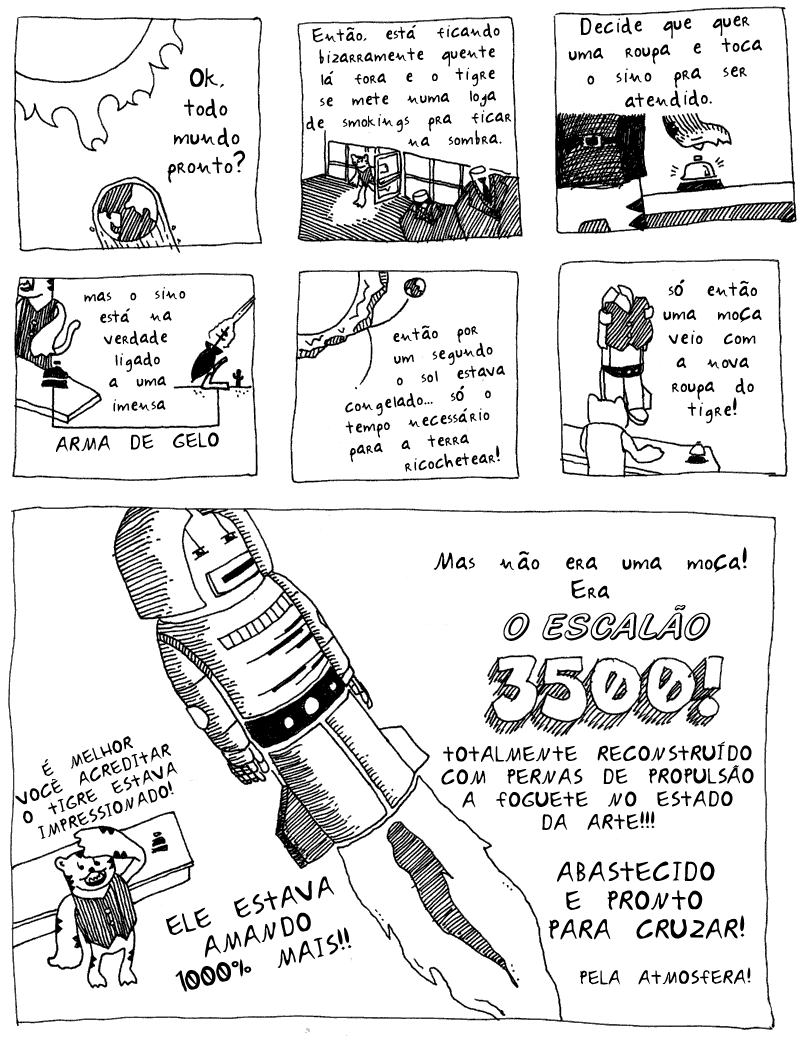 Ok,
todo
mundo
pronto?
Então, está ficando
bizarramente quente
lá fora e o tigre
se mete numa loja
de smokings pra ficar
na sombra.
Decide que quer
uma roupa e toca
o sino pra ser
atendido.
mas o sino
está na
verdade
ligado
a uma
imensa
ARMA DE GELO
então por
um segundo
o sol estava
congelado... só o
tempo necessário
para a terra
ricochetear!
só então
uma moça
veio com
a nova
roupa do
tigre!
Mas não era uma moça!
Era
O ESCALÃO
3500!
TOTALMENTE RECONSTRUÍDO
COM PERNAS DE PROPULSÃO
A FOGUETE NO ESTADO
DA ARTE!!!
É MELHOR
VOCÊ ACREDITAR
O TIGRE ESTAVA
IMPRESSIONADO!
ELE ESTAVA
AMANDO
1000% MAIS!!
ABASTECIDO
E PRONTO
PARA CRUZAR!
PELA ATMOSFERA!